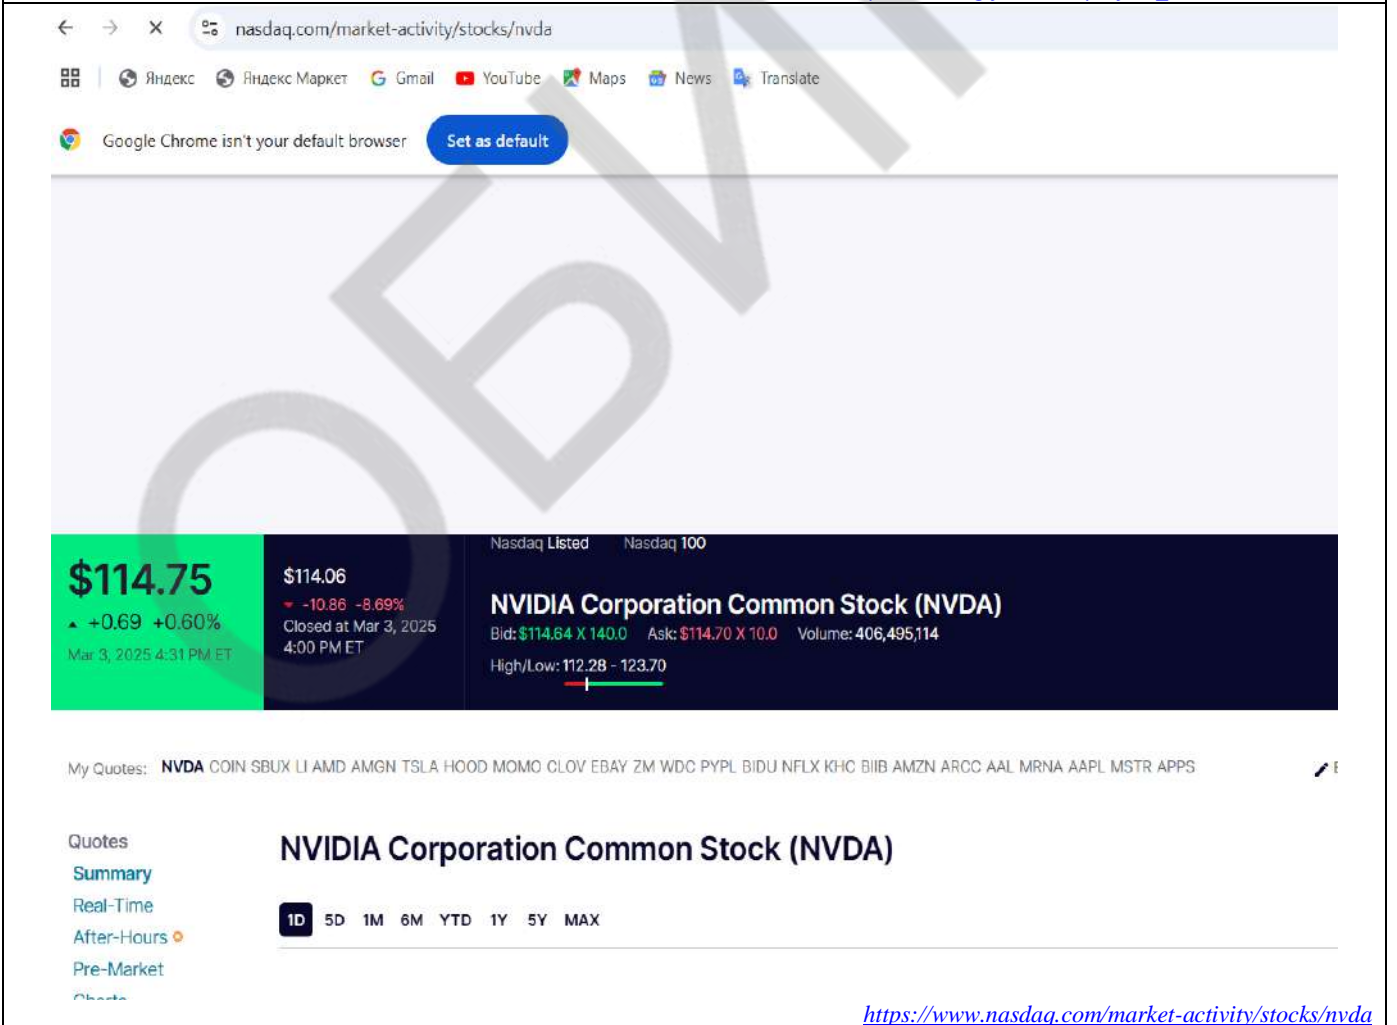 nasdaq.com/market-activity/stocks/nvda
Яндекс Яндекс Маркет Gmail YouTube Maps News Translate
Google Chrome isn't your default browser Set as default
Nasdaq Listed Nasdaq 100
$114.75
+0.69 +0.60%
Mar 3, 2025 4:31 PM ET
$114.06
-10.86 -8.69%
Closed at Mar 3, 2025
4:00 PM ET
NVIDIA Corporation Common Stock (NVDA)
Bid: $114.64 X 140.0 Ask: $114.70 X 10.0 Volume: 406,495,114
High/Low: 112.28 - 123.70
My Quotes: NVDA COIN SBUX LI AMD AMGN TSLA HOOD MOMO CLOV EBAY ZM WDC PYPL BIDU NFLX KHC BIIB AMZN ARCC AAL MRNA AAPL MSTR APPS
Quotes
Summary
Real-Time
After-Hours
Pre-Market
Charts
NVIDIA Corporation Common Stock (NVDA)
1D 5D 1M 6M YTD 1Y 5Y MAX
https://www.nasdaq.com/market-activity/stocks/nvda